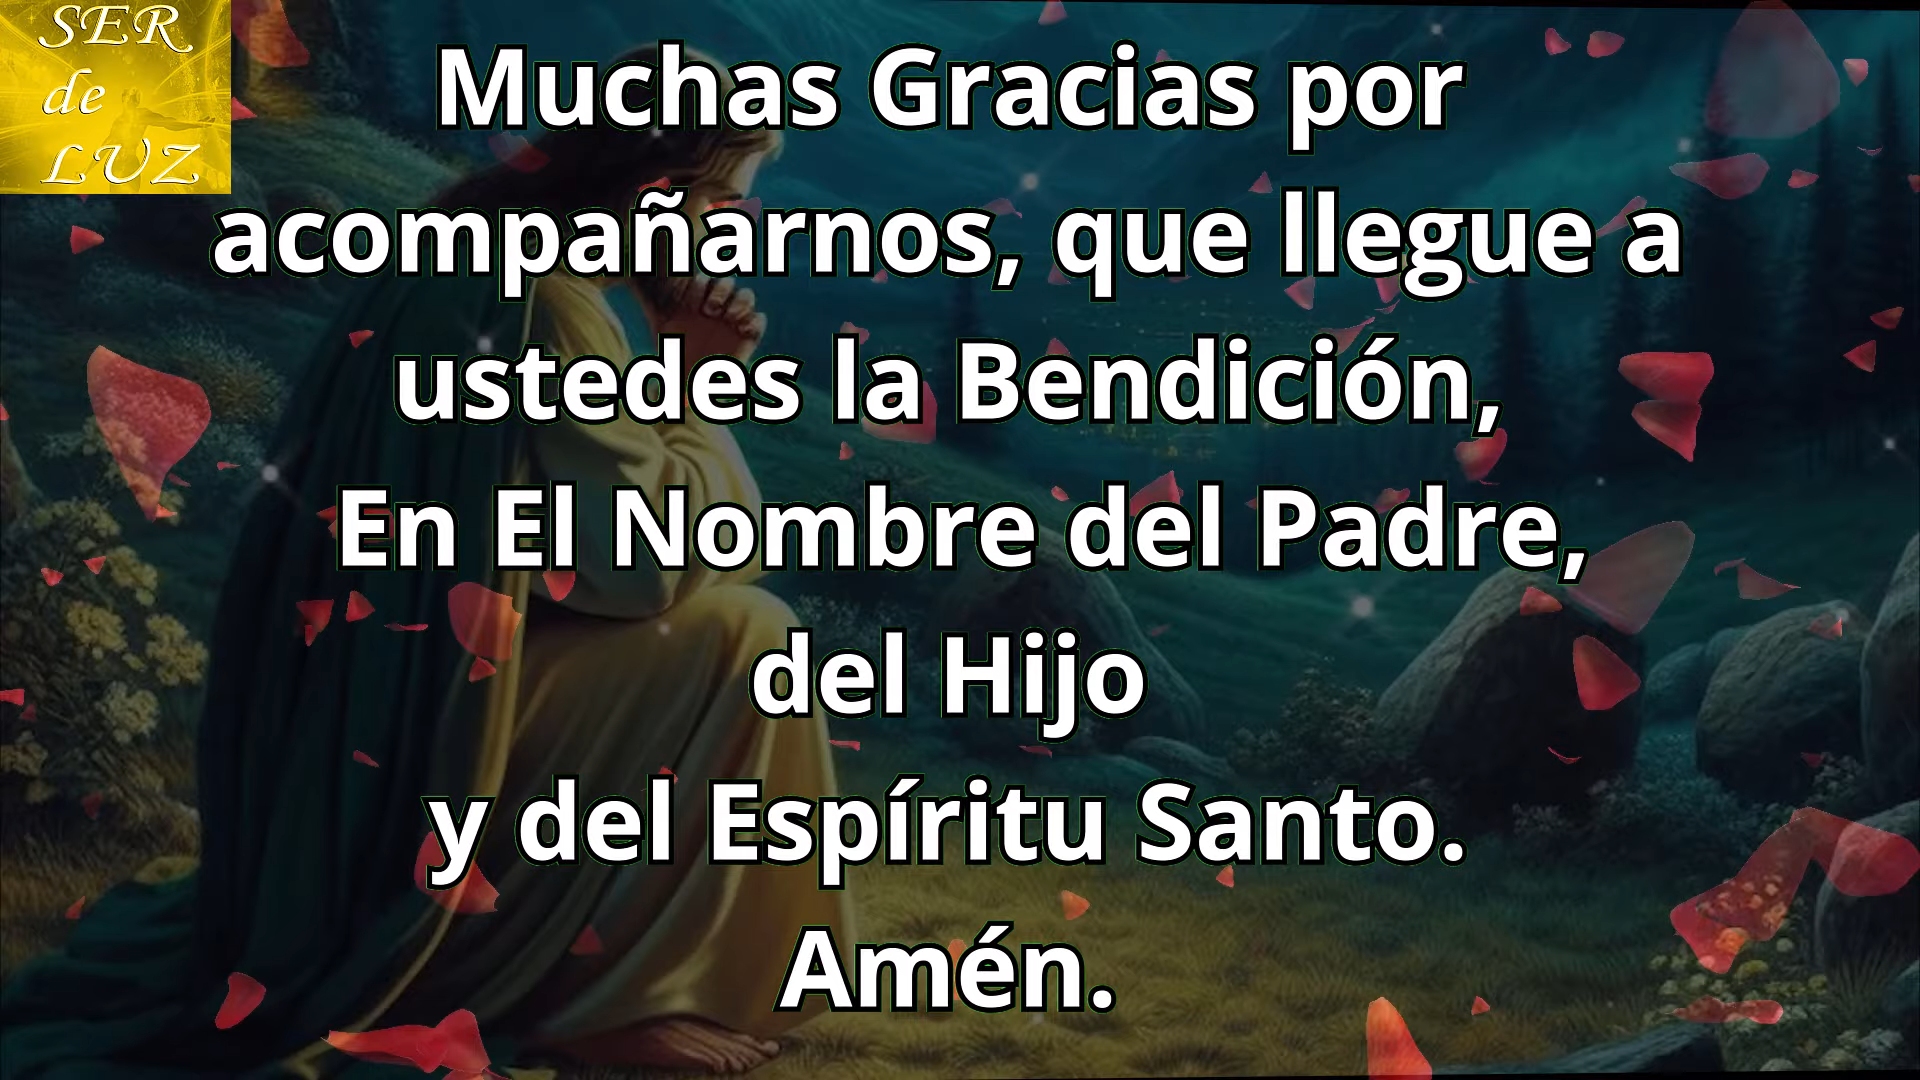 SER
de
LUZ
Muchas Gracias por
acompañarnos, que llegue a
ustedes la Bendición,
En El Nombre del Padre,
del Hijo
y del Espíritu Santo.
Amén.